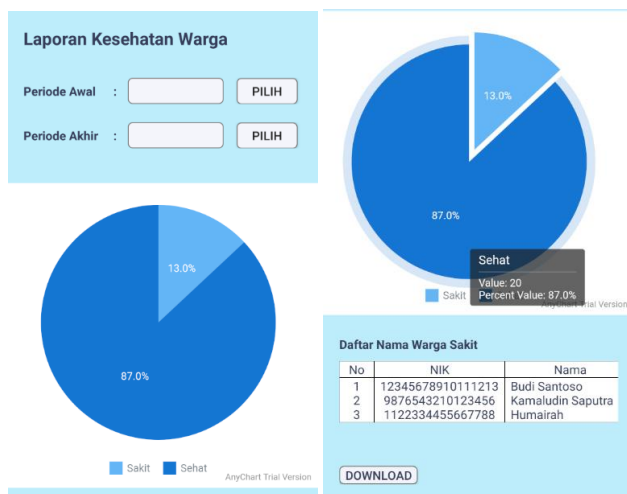 Laporan Kesehatan Warga
Periode Awal : PILIH
Periode Akhir : PILIH
13.0%
87.0%
Sakit Sehat
AnyChart Trial Version
13.0%
87.0%
Sehat
Value: 20
Percent Value: 87.0%
Sakit
AnyChart Trial Version
Daftar Nama Warga Sakit
No NIK Nama
1 12345678910111213 Budi Santoso
2 9876543210123456 Kamaludin Saputra
3 1122334455667788 Humairah
DOWNLOAD